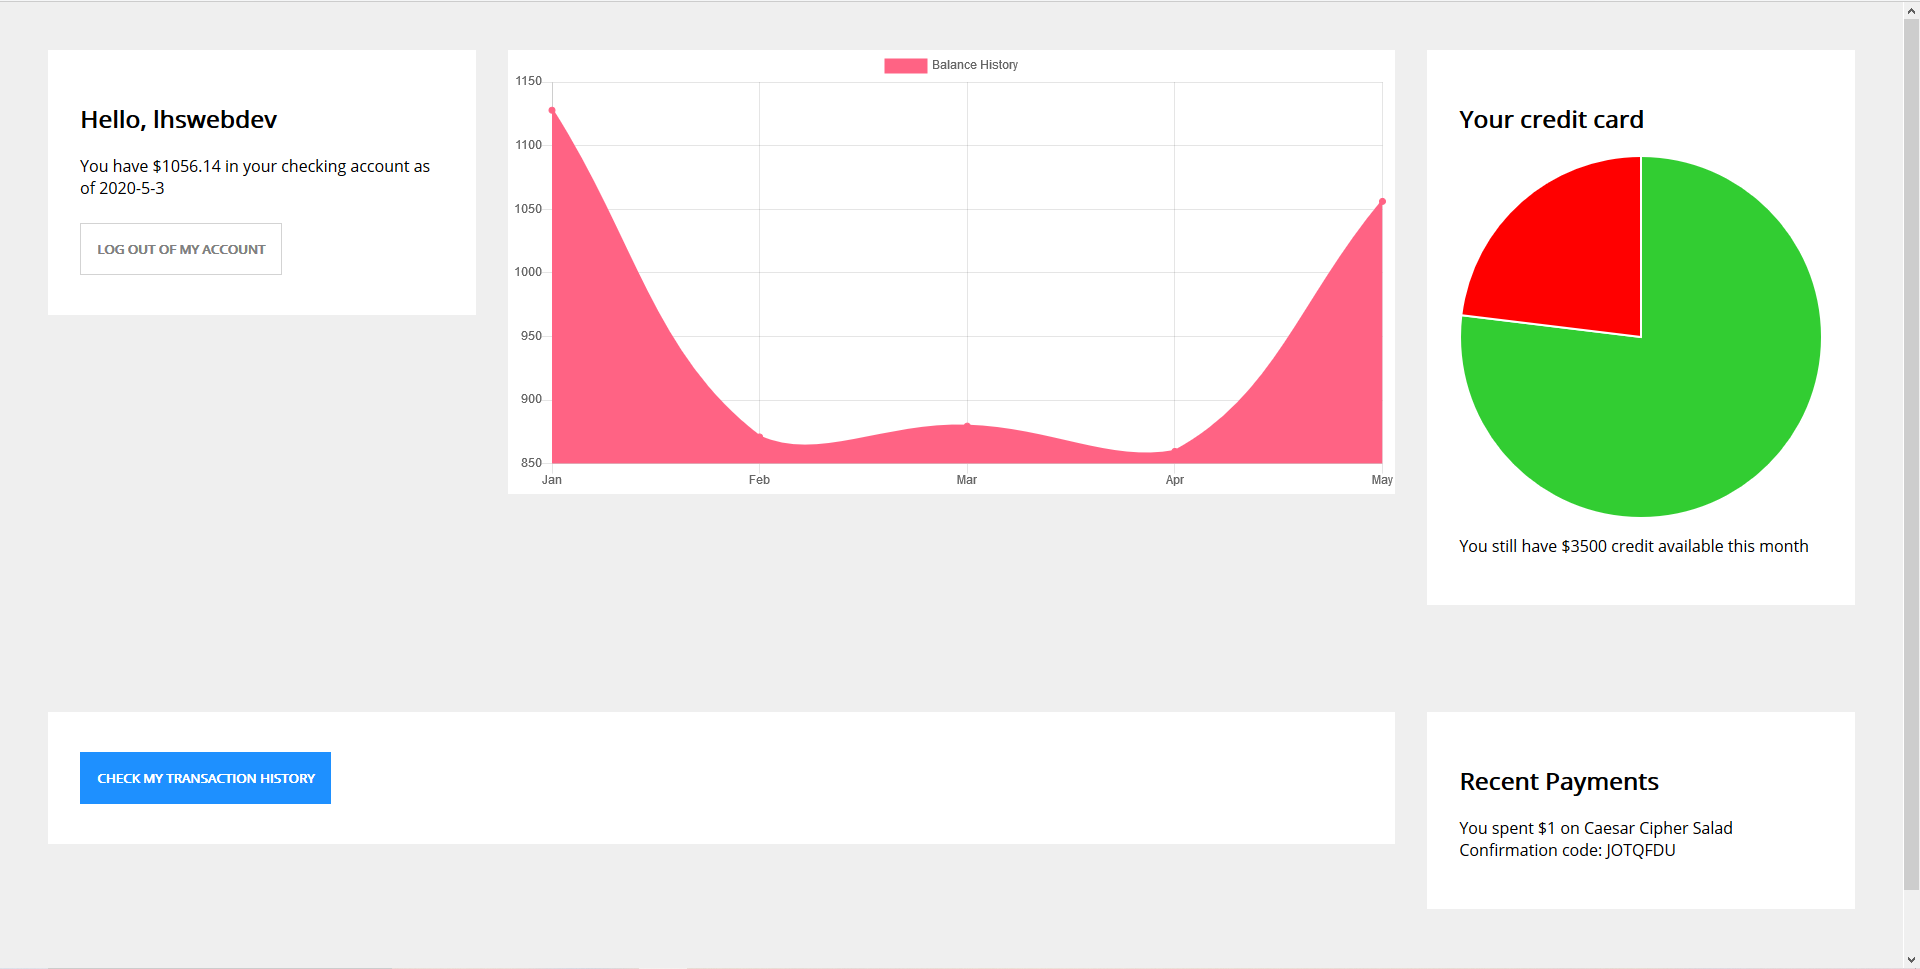 Hello, lhswebdev
You have $1056.14 in your checking account as
of 2020-5-3
LOG OUT OF MY ACCOUNT
Balance History
1150
1100
1050
1000
950
900
850
Jan
Feb
Mar
Apr
May
Your credit card
You still have $3500 credit available this month
CHECK MY TRANSACTION HISTORY
Recent Payments
You spent $1 on Caesar Cipher Salad
Confirmation code: JOTQFDU